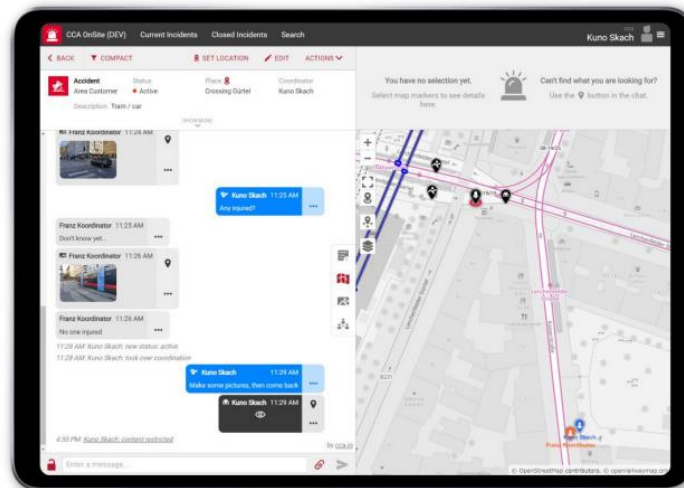 CCA OnSite (DEV) Current Incidents Closed Incidents Search
Kuno Skach
BACK COMPACT SET LOCATION EDIT ACTIONS
Accident Status Place Coordinator
Area Customer Active Crossing Gürtel Kuno Skach
Description Tram / car
SHOW MORE
You have no selection yet.
Select map markers to see details
here.
Can't find what you are looking for?
Use the button in the chat.
Franz Koordinator 11:24 AM
Kuno Skach 11:25 AM
Any injured?
Franz Koordinator 11:25 AM
Don't know yet...
Franz Koordinator 11:26 AM
Franz Koordinator 11:26 AM
No one injured
11:28 AM: Kuno Skach: took over coordination
Kuno Skach 11:29 AM
Make some pictures, then come back
Kuno Skach 11:29 AM
4:55 PM: Kuno Skach: content restricted
by cca.io
Enter a message...
Lerchenfelder Gürtel
B221
Kuno Skach
Franz Koordinator
© OpenStreetMap contributors, © openrailwaymap.org